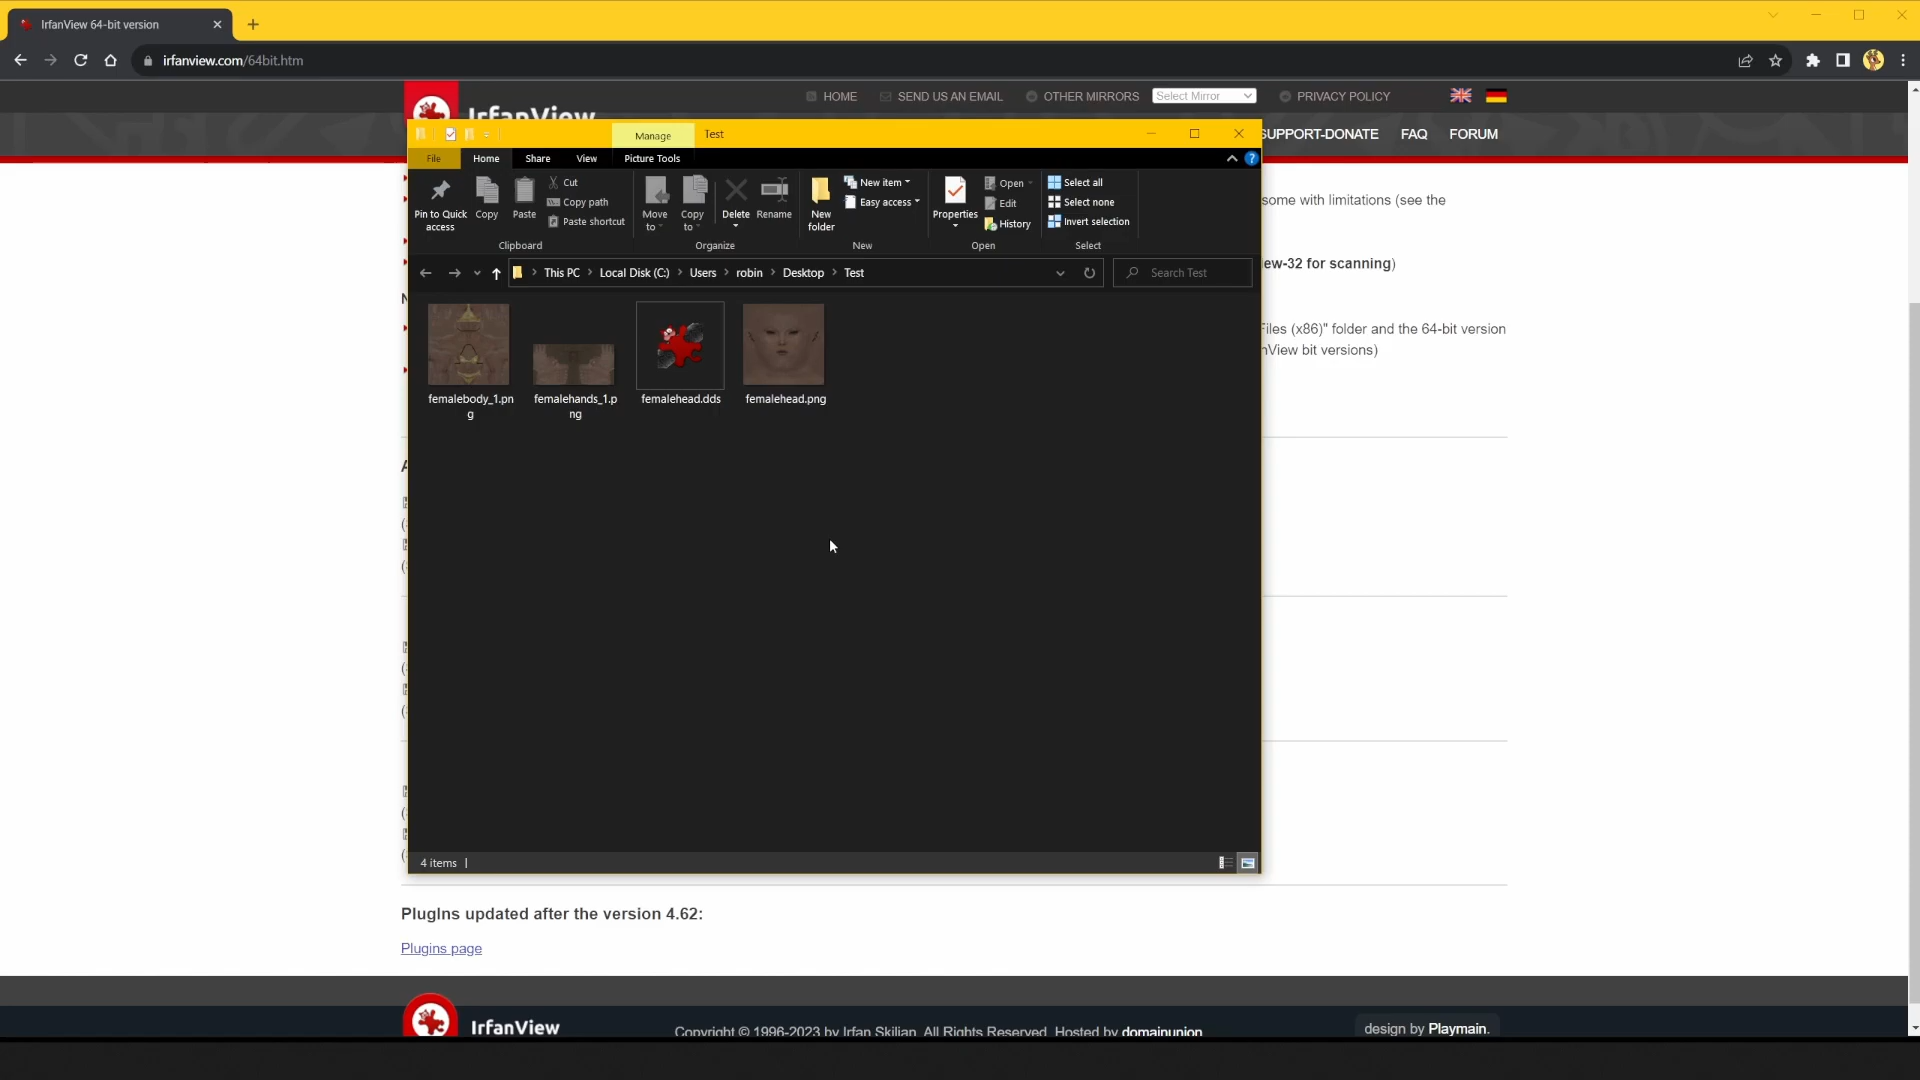 IrfanView 64-bit version
irfanview.com/64bit.htm
HOME
SEND US AN EMAIL
OTHER MIRRORS
Select Mirror
PRIVACY POLICY
IrfanView
SUPPORT-DONATE
FAQ
FORUM
Manage
Test
File
Home
Share
View
Picture Tools
Pin to Quick
access
Copy
Paste
Cut
Copy path
Paste shortcut
Clipboard
Move
to
Copy
to
Delete
Rename
Organize
New
folder
New item
Easy access
New
Properties
Open
Edit
History
Open
Select all
Select none
Invert selection
Select
This PC > Local Disk (C:) > Users > robin > Desktop > Test
Search Test
some with limitations (see the
ew-32 for scanning)
Files (x86)" folder and the 64-bit version
nView bit versions)
femalebody_1.pn
g
femalehands_1.p
ng
femalehead.dds
femalehead.png
4 items
PlugIns updated after the version 4.62:
Plugins page
IrfanView
Copyright © 1996-2023 by Irfan Skiljan. All Rights Reserved. Hosted by domainunion
design by Playmain.